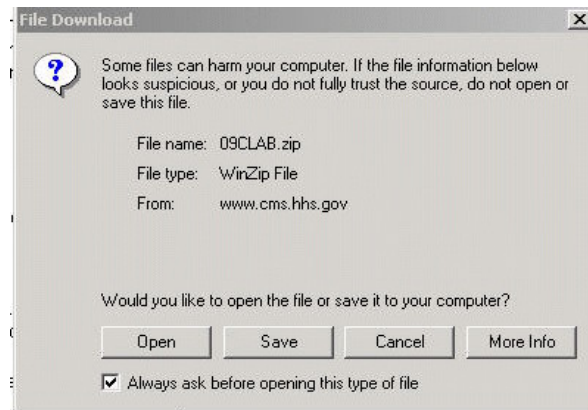 File Download
Some files can harm your computer. If the file information below
looks suspicious, or you do not fully trust the source, do not open or
save this file.
File name: 09CLAB.zip
File type: WinZip File
From: www.cms.hhs.gov
Would you like to open the file or save it to your computer?
Open Save Cancel More Info
Always ask before opening this type of file